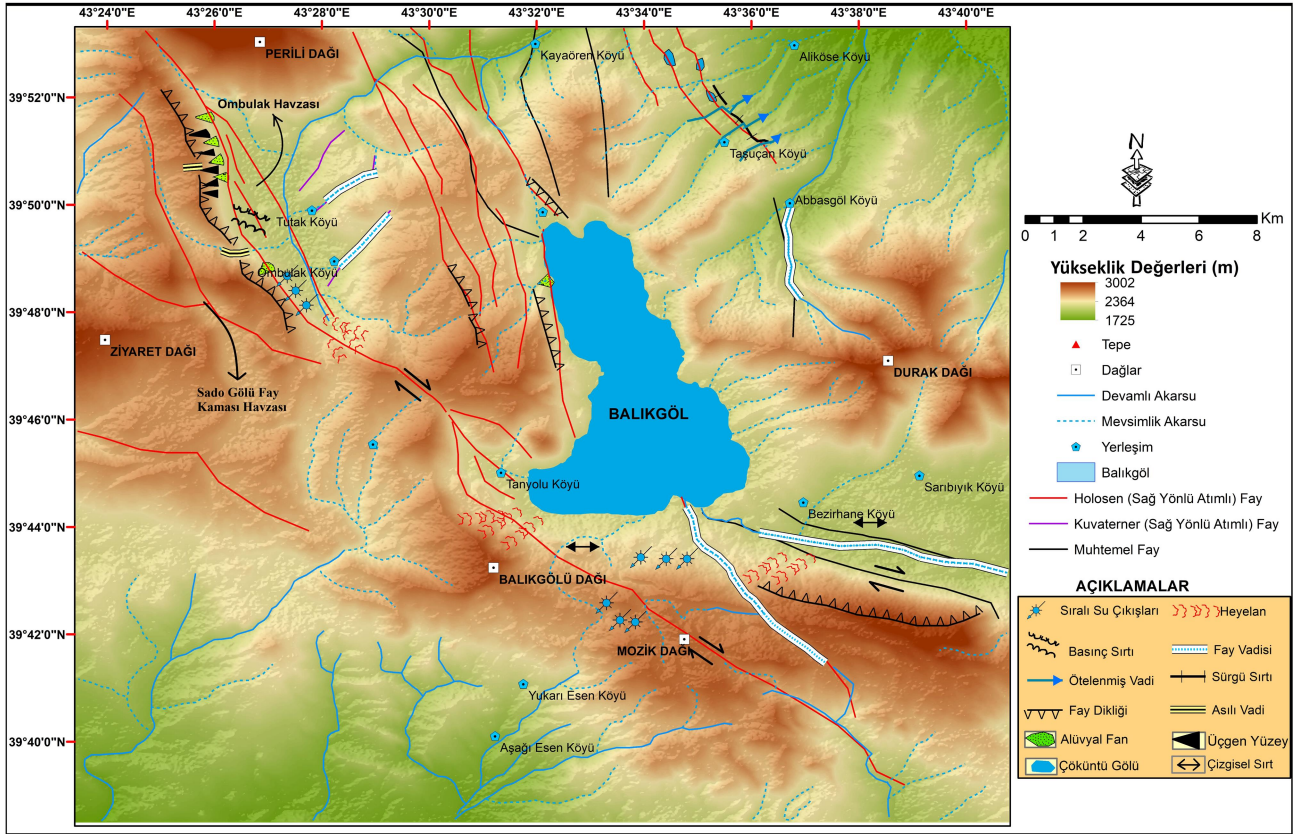 43°24'0"E 43°26'0"E 43°28'0"E 43°30'0"E 43°32'0"E 43°34'0"E 43°36'0"E 43°38'0"E 43°40'0"E
39°52'0"N
39°50'0"N
39°48'0"N
39°46'0"N
39°44'0"N
39°42'0"N
39°40'0"N
PERİLİ DAĞI
Kayaören Köyü
Aliköse Köyü
Ombulak Havzası
Taşuçan Köyü
Abbasgöl Köyü
Tutak Köyü
Ombulak Köyü
ZİYARET DAĞI
DURAK DAĞI
Sado Gölü Fay
Kaması Havzası
BALIKGÖL
Tanyolu Köyü
Sarıbıyık Köyü
Bezirhane Köyü
BALIKGÖLÜ DAĞI
MOZİK DAĞI
Yukarı Esen Köyü
Aşağı Esen Köyü
N
Km
0 1 2 4 6 8
Yükseklik Değerleri (m)
3002
2364
1725
Tepe
Dağlar
Devamlı Akarsu
Mevsimlik Akarsu
Yerleşim
Balıkgöl
Holosen (Sağ Yönlü Atımlı) Fay
Kuvaterner (Sağ Yönlü Atımlı) Fay
Muhtemel Fay
AÇIKLAMALAR
Sıralı Su Çıkışları
Heyelan
Basınç Sırtı
Fay Vadisi
Ötelenmiş Vadi
Sürgü Sırtı
Fay Dikliği
Asılı Vadi
Alüvyal Fan
Üçgen Yüzey
Çöküntü Gölü
Çizgisel Sırt